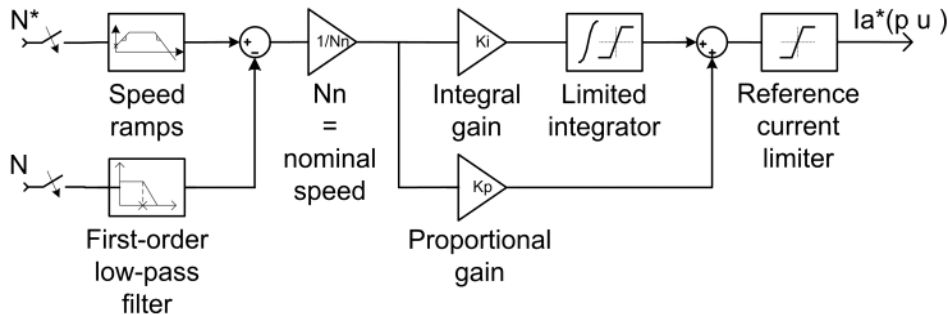 N*
Ia*(p u )
+
-
1/Nn
Ki
+
+
Speed
ramps
Nn
=
nominal
speed
Integral
gain
Limited
integrator
Reference
current
limiter
N
Kp
First-order
low-pass
filter
Proportional
gain